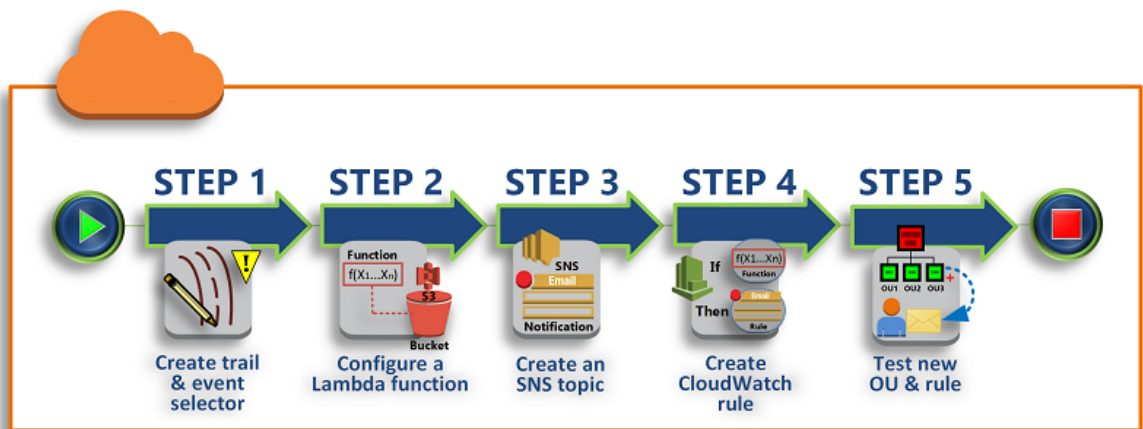 STEP 1
STEP 2
STEP 3
STEP 4
STEP 5
!
Function
f(X1...Xn)
S3
Bucket
SNS
Email
Notification
If
f(X1...Xn)
Function
Then
Email
Rule
OU1
OU2
OU3
+
Create trail
& event
selector
Configure a
Lambda function
Create an
SNS topic
Create
CloudWatch
rule
Test new
OU & rule